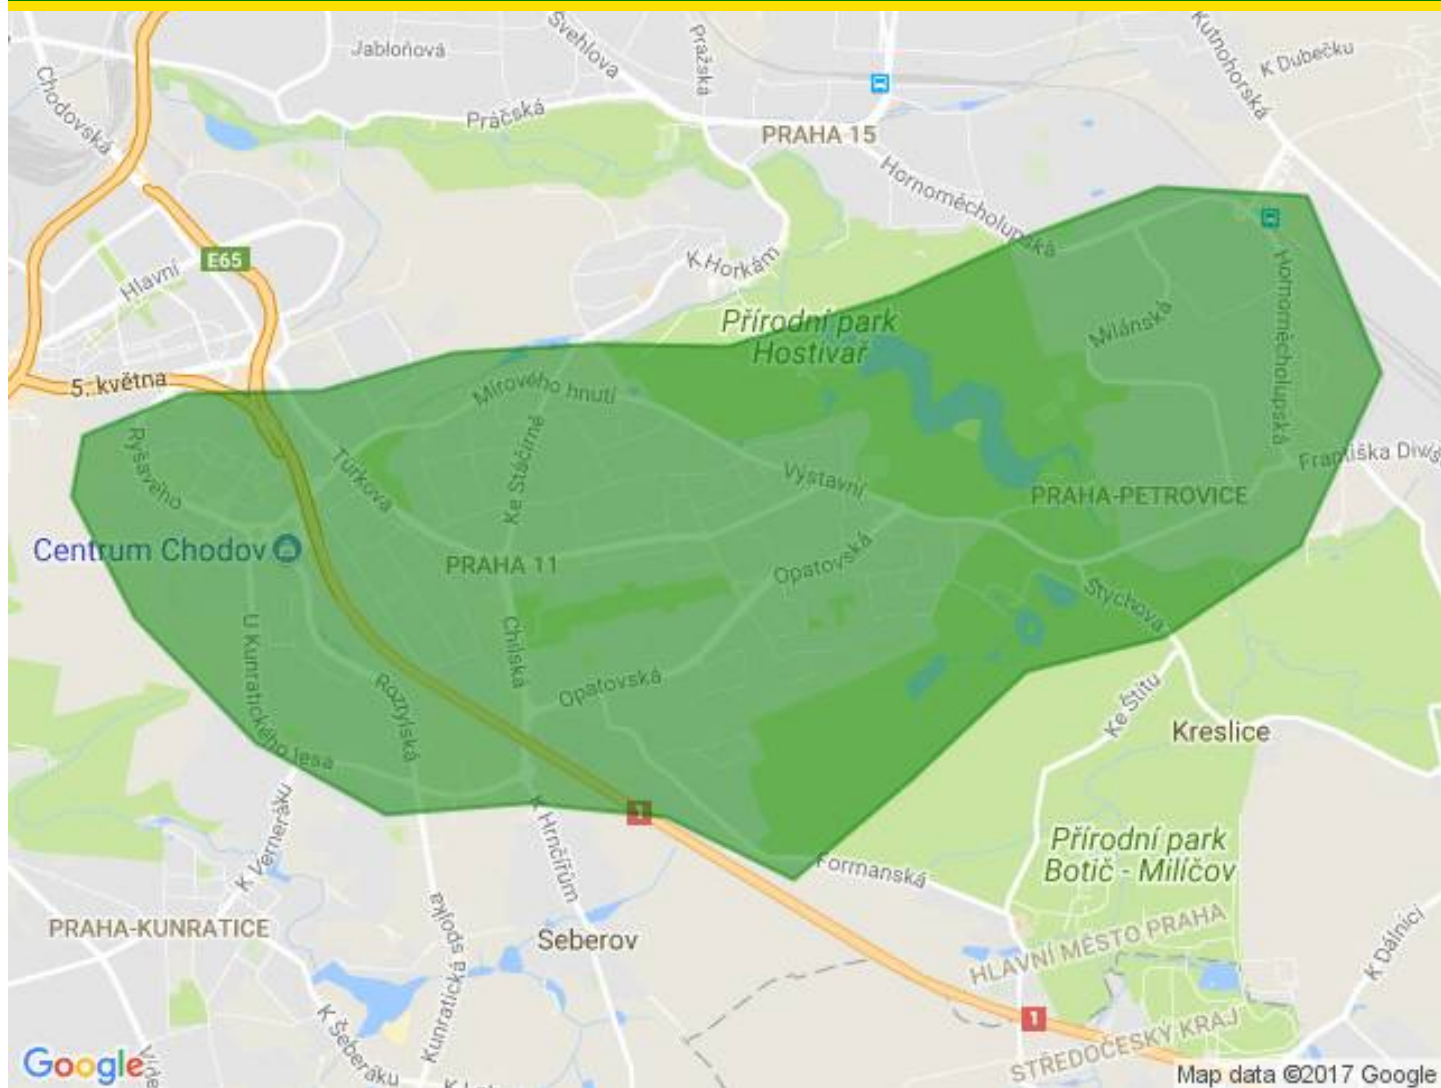 Švehlova
Pražská
Kutnohorská
Jabloňová
K Dubečku
Chodovská
Práčská
PRAHA 15
Hornoměcholupská
E65
K Horkám
Hlavní
Hornoměcholupská
Přírodní park
Hostivař
Milánská
5. května
Mírového hnutí
Ryšavého
Ke Stáčírně
Türkova
Výstavní
Františka Diviš
PRAHA-PETROVICE
Centrum Chodov
PRAHA 11
Opatovská
Štychova
U Kunratického lesa
Chilská
Roztylská
Opatovská
Ke Štítu
Kreslice
K Verneráku
K Hrnčířům
1
Formanská
Přírodní park
Botič - Milíčov
PRAHA-KUNRATICE
Kunratická spojka
Šeberov
HLAVNÍ MĚSTO PRAHA
K Dálnici
K Šeberáku
1
STŘEDOČESKÝ KRAJ
Google
Map data ©2017 Google